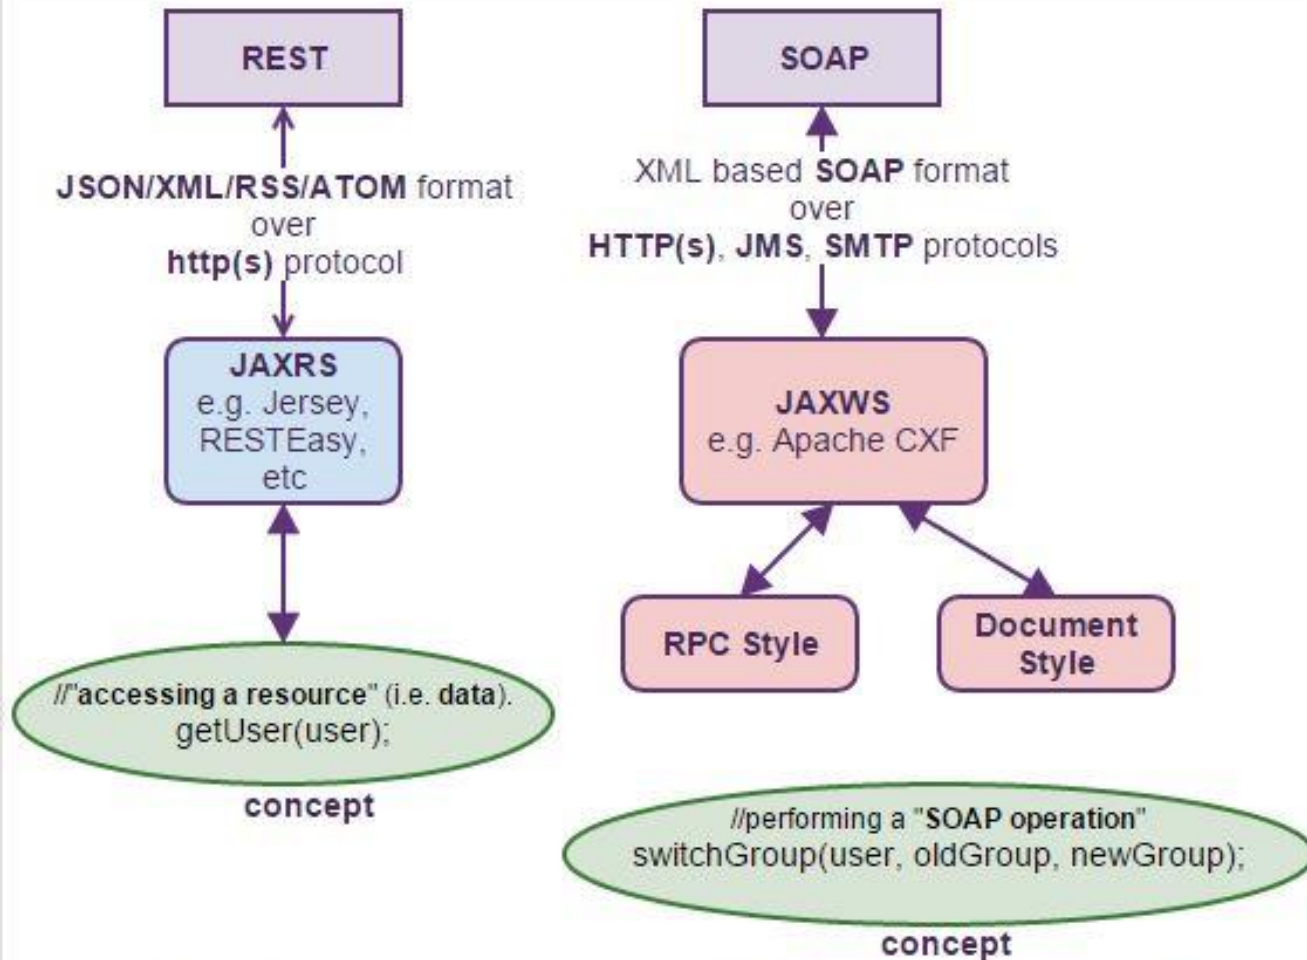 REST
JSON/XML/RSS/ATOM format
over
http(s) protocol
JAXRS
e.g. Jersey,
RESTEasy,
etc
//"accessing a resource" (i.e. data).
getUser(user);
concept
SOAP
XML based SOAP format
over
HTTP(s), JMS, SMTP protocols
JAXWS
e.g. Apache CXF
RPC Style
Document
Style
//performing a "SOAP operation"
switchGroup(user, oldGroup, newGroup);
concept